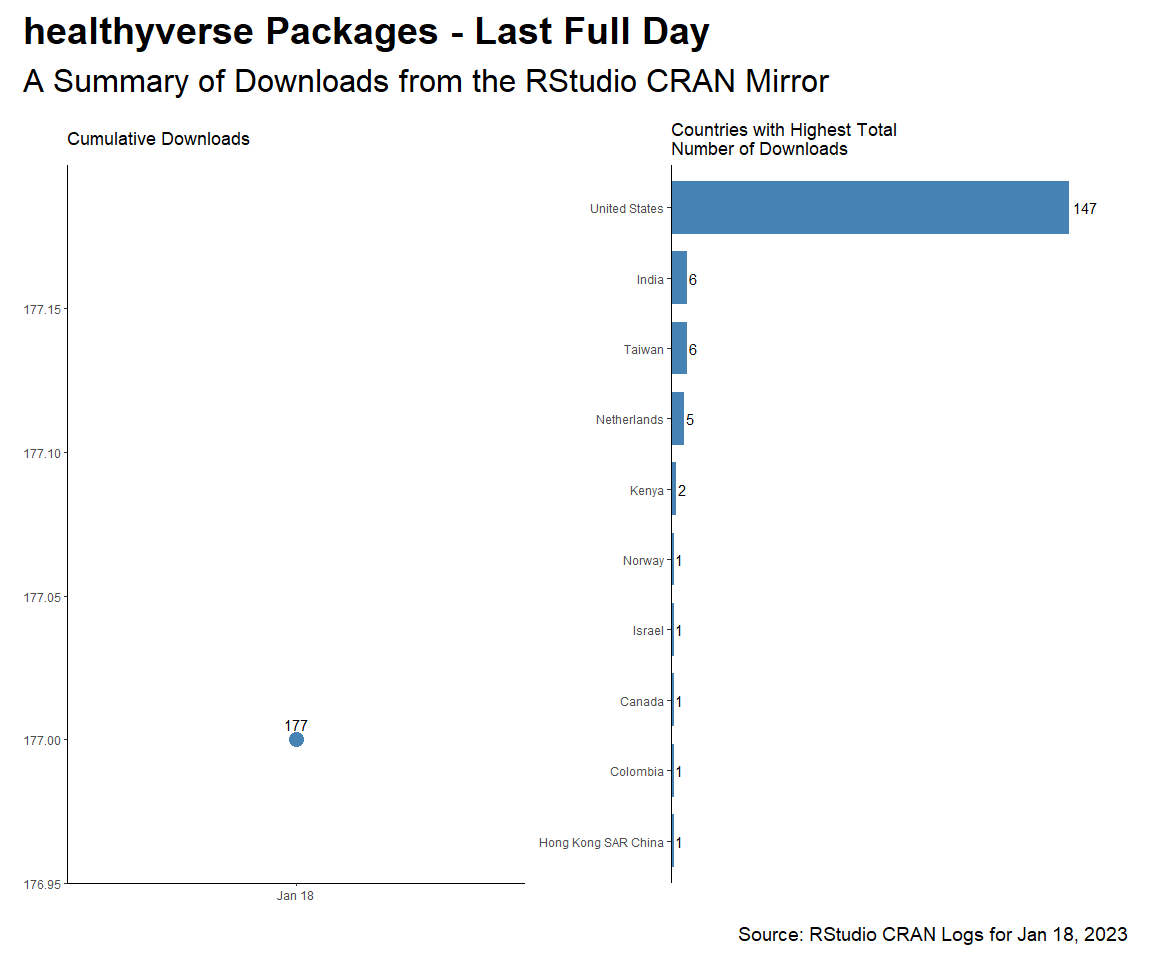 healthyverse Packages - Last Full Day
A Summary of Downloads from the RStudio CRAN Mirror
Cumulative Downloads
177.15
177.10
177.05
177.00
176.95
177
Jan 18
Countries with Highest Total
Number of Downloads
United States 147
India 6
Taiwan 6
Netherlands 5
Kenya 2
Norway 1
Israel 1
Canada 1
Colombia 1
Hong Kong SAR China 1
Source: RStudio CRAN Logs for Jan 18, 2023